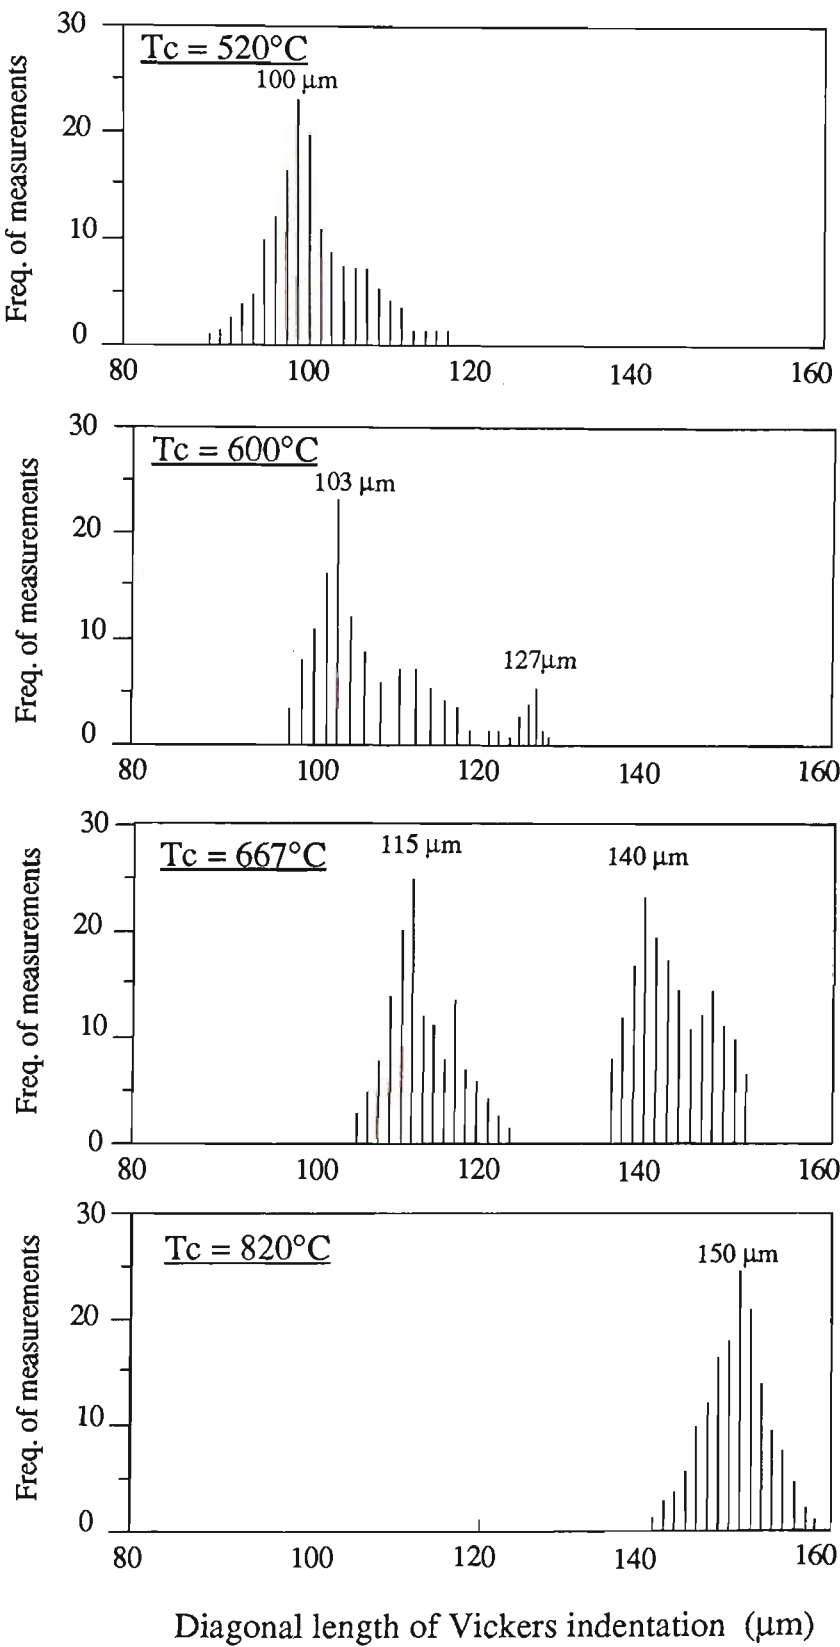 30
Tc = 520°C
100 µm
20
10
0
Freq. of measurements
80 100 120 140 160
30
Tc = 600°C
103 µm
20
10
127µm
0
Freq. of measurements
80 100 120 140 160
30
Tc = 667°C
115 µm
140 µm
20
10
0
Freq. of measurements
80 100 120 140 160
30
Tc = 820°C
150 µm
20
10
0
Freq. of measurements
80 100 120 140 160
Diagonal length of Vickers indentation (µm)